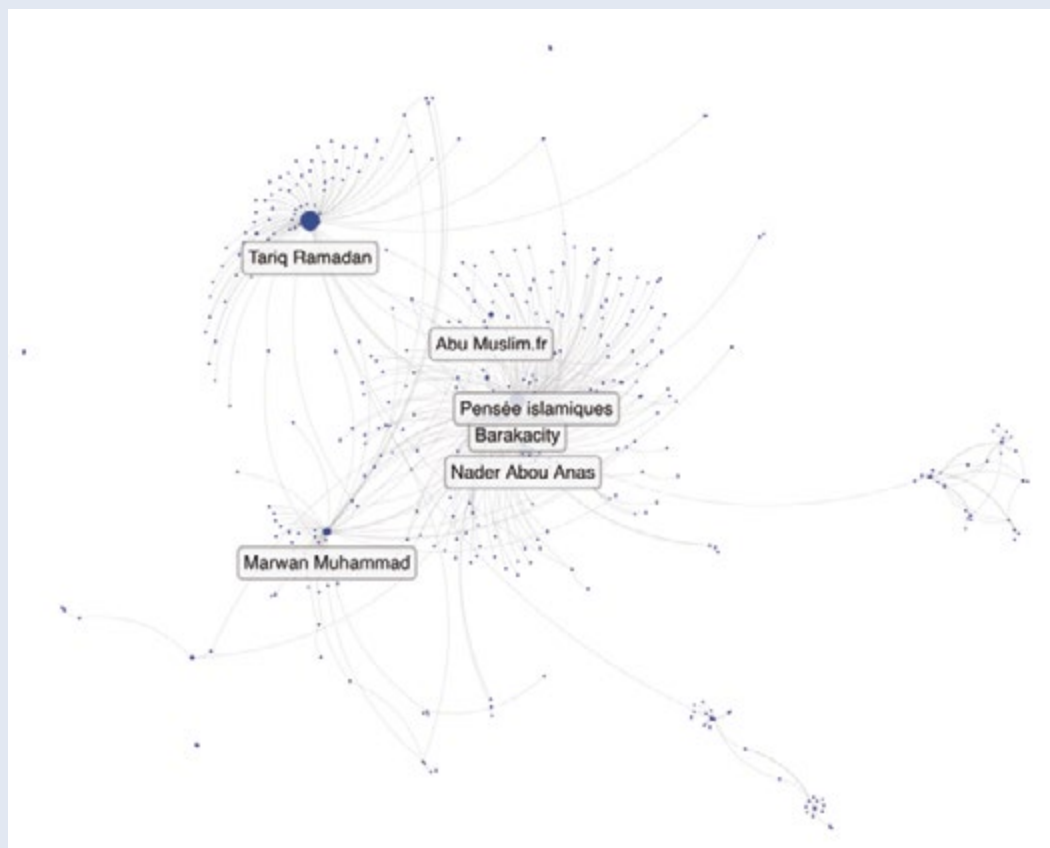 Tariq Ramadan
Abu Muslim.fr
Pensée islamiques
Barakacity
Nader Abou Anas
Marwan Muhammad